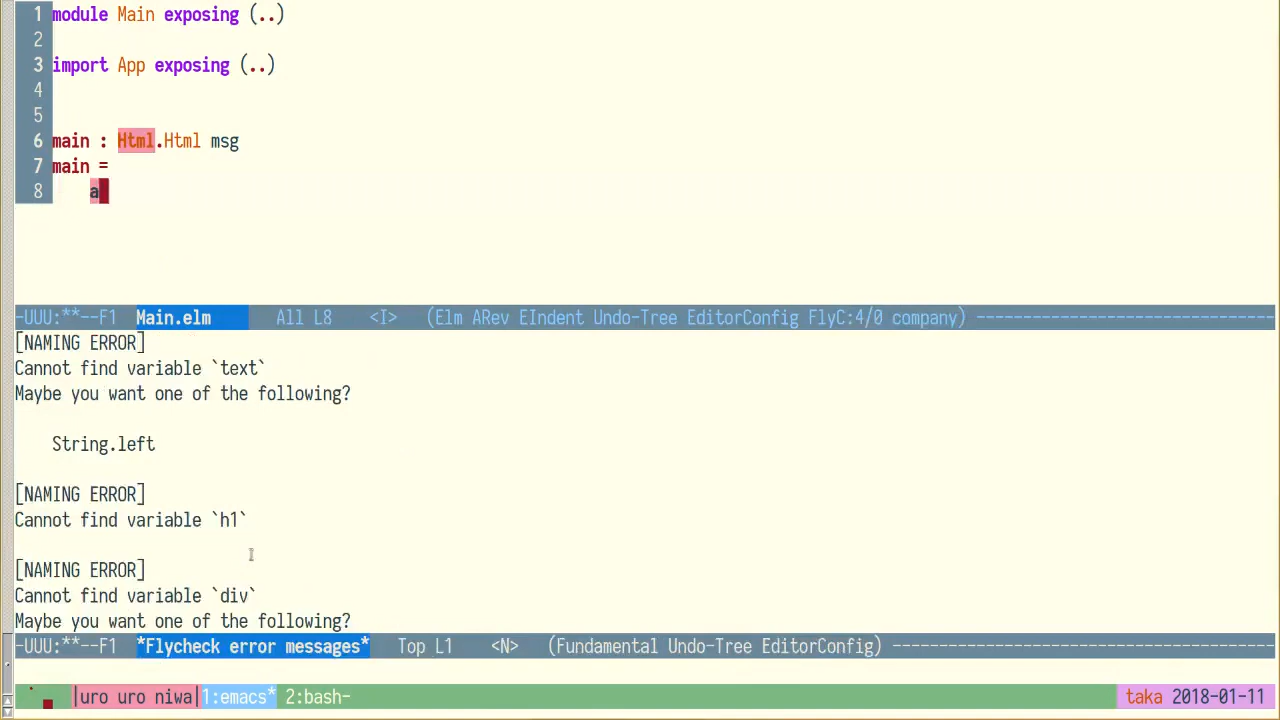 1 module Main exposing (..)
2
3 import App exposing (..)
4
5
6 main : Html.Html msg
7 main =
8     a
-UUU:**--F1  Main.elm       All L8    <I>   (Elm ARev EIndent Undo-Tree EditorConfig FlyC:4/0 company) --------------------------------
[NAMING ERROR]
Cannot find variable `text`
Maybe you want one of the following?
    String.left
[NAMING ERROR]
Cannot find variable `h1`
[NAMING ERROR]
Cannot find variable `div`
Maybe you want one of the following?
-UUU:**--F1  *Flycheck error messages*   Top L1    <N>   (Fundamental Undo-Tree EditorConfig) -----------------------------------------
|uro uro niwa|1:emacs* 2:bash-   taka 2018-01-11